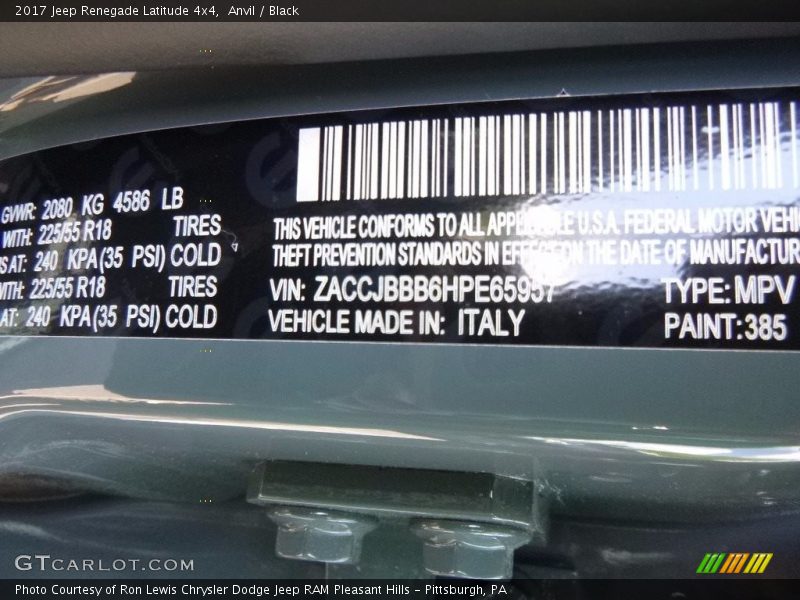 2017 Jeep Renegade Latitude 4x4,  Anvil / Black
GVWR: 2080 KG 4586 LB
WITH: 225/55 R18 TIRES
S AT: 240 KPA(35 PSI) COLD
WITH: 225/55 R18 TIRES
AT: 240 KPA(35 PSI) COLD
THIS VEHICLE CONFORMS TO ALL U.S.A. FEDERAL MOTOR VEHI
THEFT PREVENTION STANDARDS IN EFFECT ON THE DATE OF MANUFACTUR
VIN: TYPE: MPV
VEHICLE MADE IN: ITALY PAINT: 385
GTCARLOT.COM
Photo Courtesy of Ron Lewis Chrysler Dodge Jeep RAM Pleasant Hills – Pittsburgh, PA